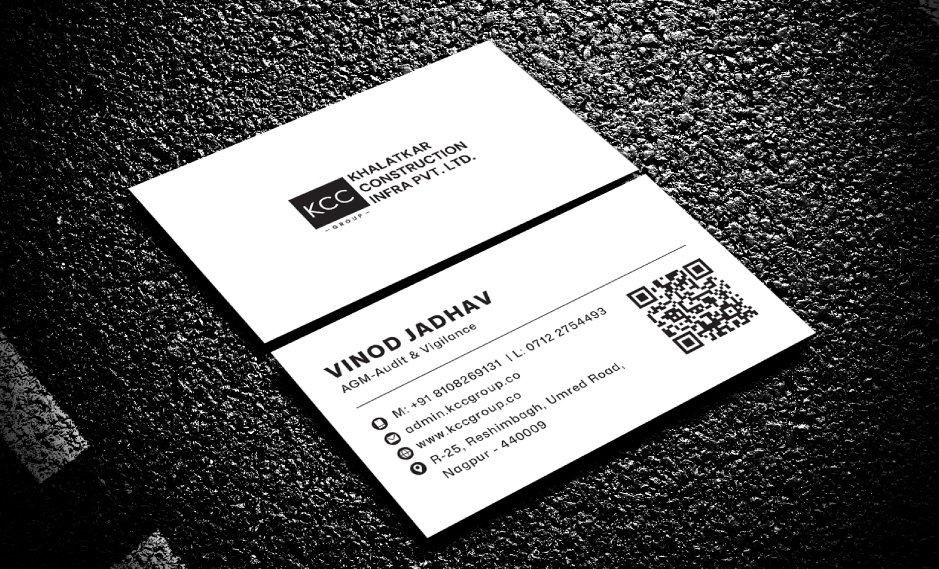 KCC
—GROUP—
KHALATKAR
CONSTRUCTION
INFRA PVT. LTD.
VINOD JADHAV
AGM-Audit & Vigilance
M: +91 8108269131 | L: 0712 2754493
admin.kccgroup.co
www.kccgroup.co
R-25, Reshimbagh, Umred Road,
Nagpur - 440009